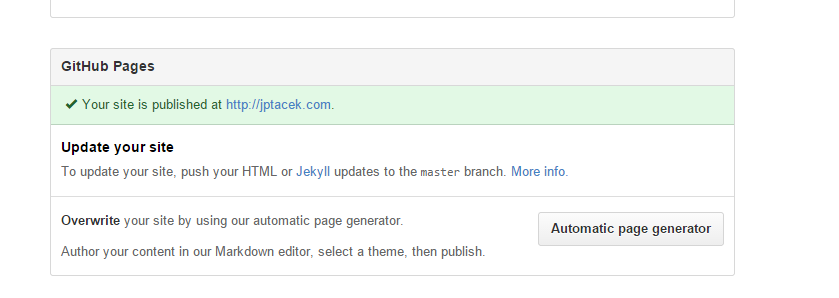 GitHub Pages
✔ Your site is published at http://jptacek.com.
Update your site
To update your site, push your HTML or Jekyll updates to the master branch. More info.
Overwrite your site by using our automatic page generator.
Automatic page generator
Author your content in our Markdown editor, select a theme, then publish.